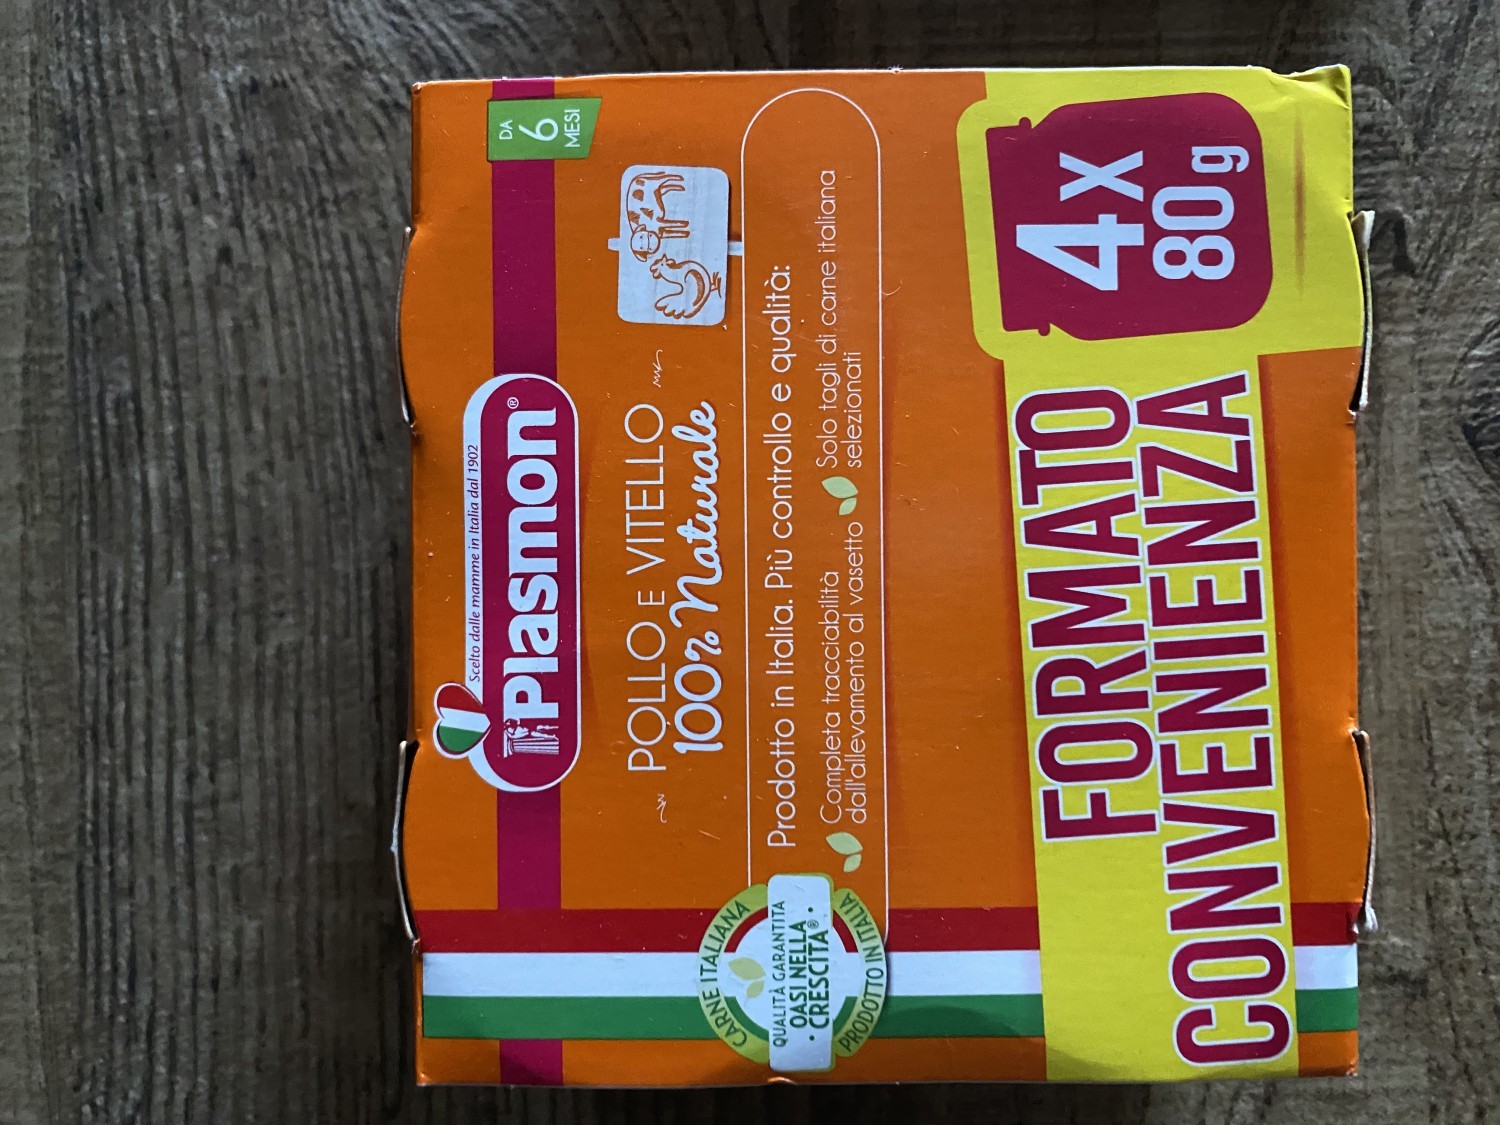 DA
6
MESI
Scelto dalle mamme in Italia dal 1902
Plasmon®
POLLO E VITELLO
100% Naturale
Prodotto in Italia. Più controllo e qualità:
Completa tracciabilità
dall'allevamento al vasetto
Solo tagli di carne italiana
selezionati
CARNE ITALIANA
QUALITÀ GARANTITA
• OASI NELLA •
• CRESCITA® •
PRODOTTO IN ITALIA
4x
80g
FORMATO
CONVENIENZA